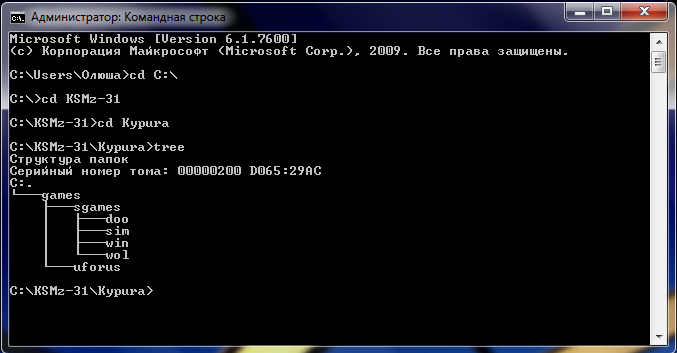 Администратор: Командная строка
Microsoft Windows [Version 6.1.7600]
(c) Корпорация Майкрософт (Microsoft Corp.), 2009. Все права защищены.
C:\Users\Олюша>cd C:\
C:\>cd KSMz-31
C:\KSMz-31>cd Kypura
C:\KSMz-31\Kypura>tree
Структура папок
Серийный номер тома: 00000200 D065:29AC
C:.
└───games
    ├───sgames
    │   ├───doo
    │   ├───sim
    │   ├───win
    │   └───wol
    └───uforus
C:\KSMz-31\Kypura>